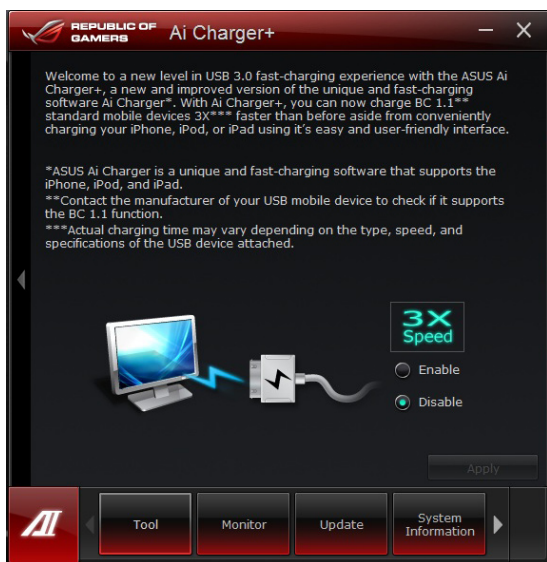 REPUBLIC OF
GAMERS
Ai Charger+
Welcome to a new level in USB 3.0 fast-charging experience with the ASUS Ai
Charger+, a new and improved version of the unique and fast-charging
software Ai Charger*. With Ai Charger+, you can now charge BC 1.1**
standard mobile devices 3X*** faster than before aside from conveniently
charging your iPhone, iPod, or iPad using it's easy and user-friendly interface.
*ASUS Ai Charger is a unique and fast-charging software that supports the
iPhone, iPod, and iPad.
**Contact the manufacturer of your USB mobile device to check if it supports
the BC 1.1 function.
***Actual charging time may vary depending on the type, speed, and
specifications of the USB device attached.
3X
Speed
Enable
Disable
Apply
AI
Tool
Monitor
Update
System
Information